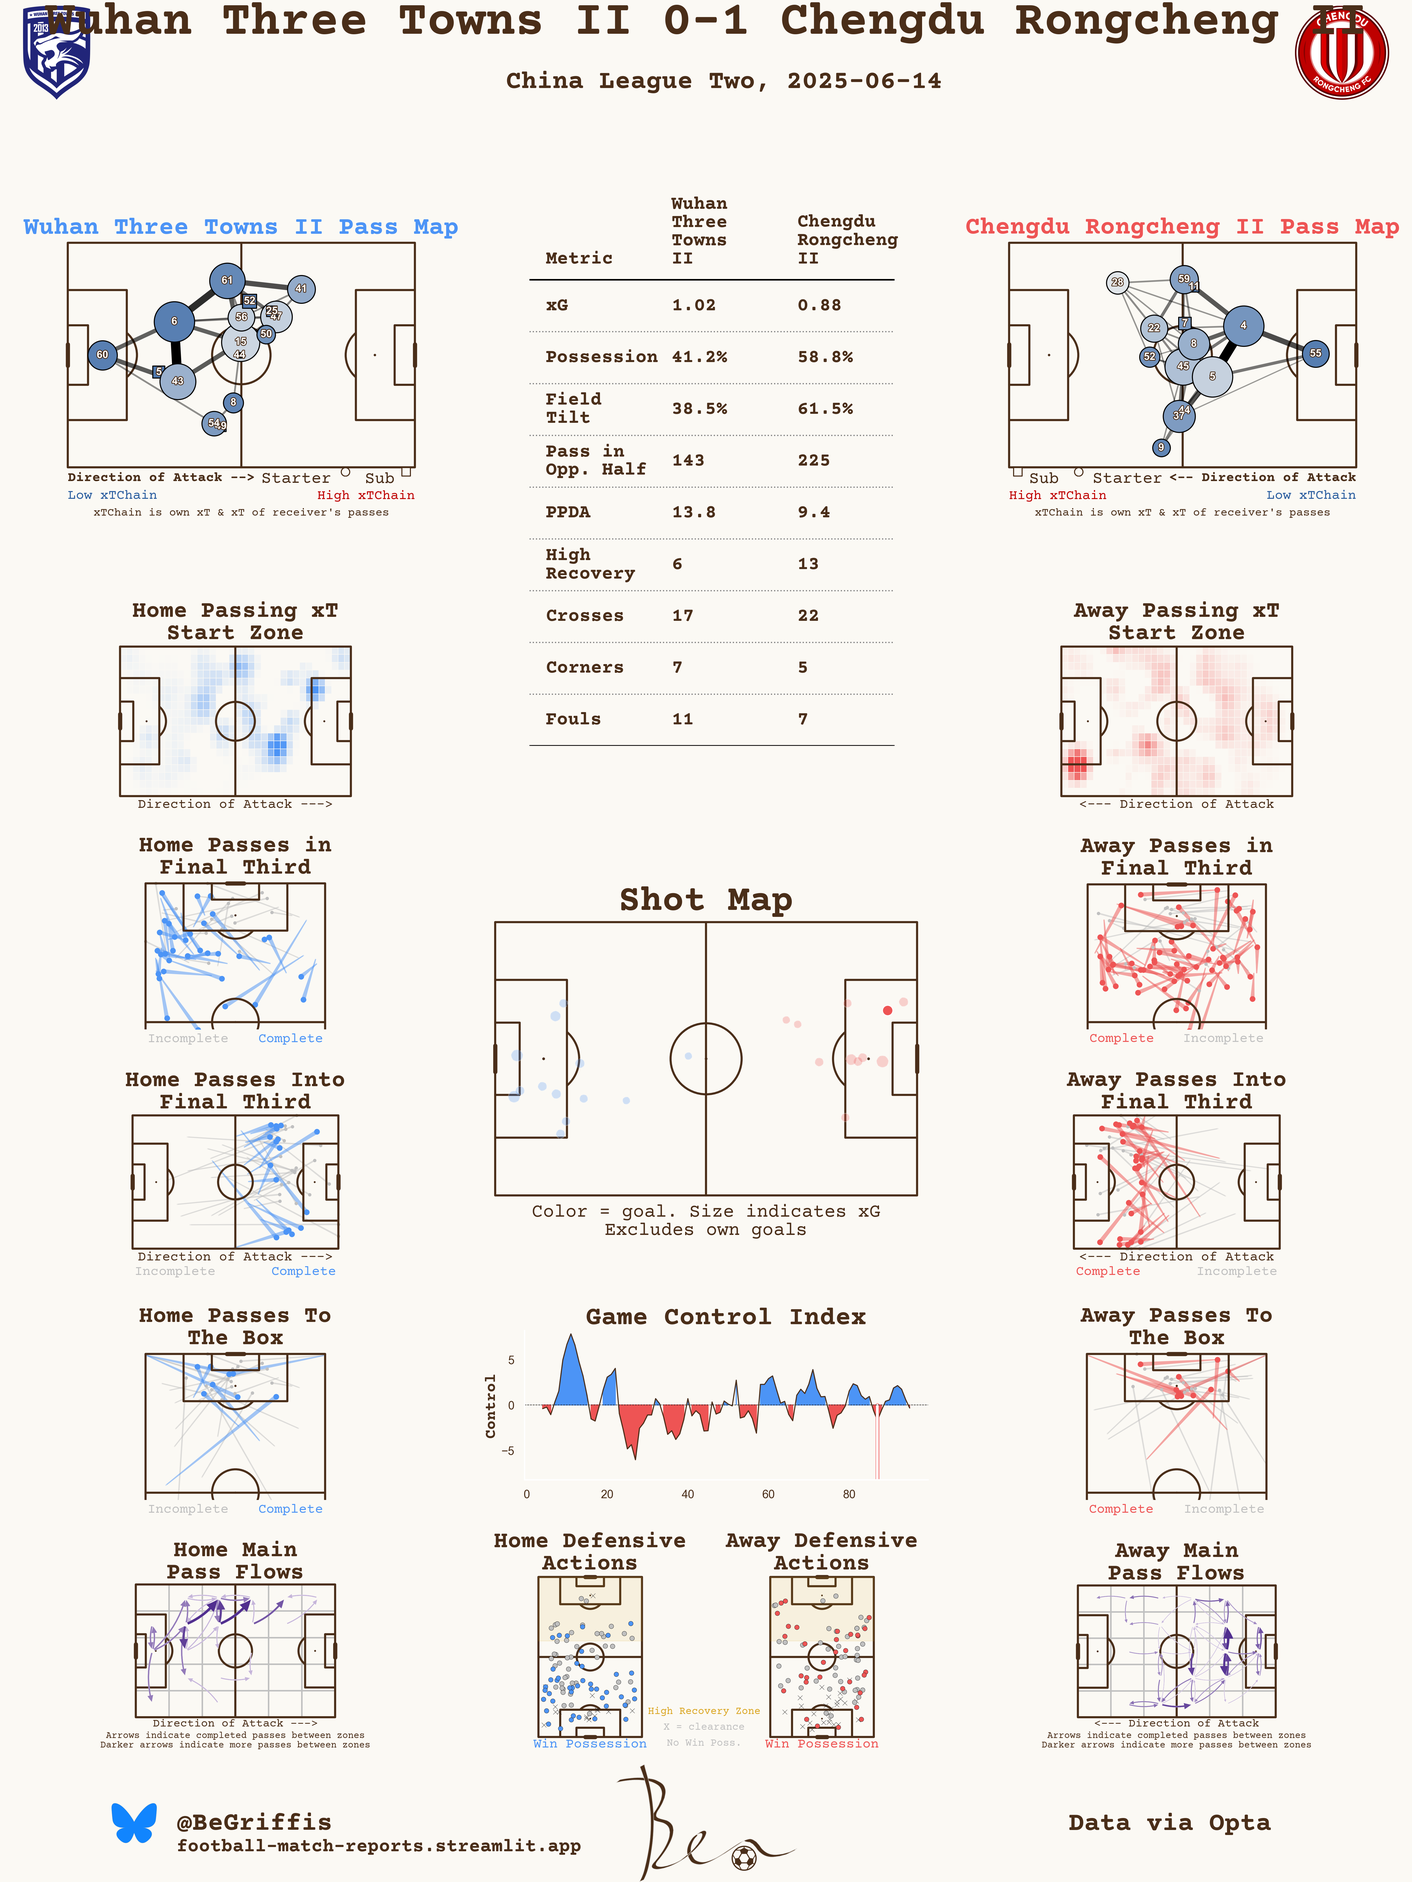 Wuhan Three Towns II 0-1 Chengdu Rongcheng II
China League Two, 2025-06-14
WUHAN THREE TOWNS
2013
CHENGDU
RONGCHENG FC
Wuhan Three Towns II Pass Map
61
41
52
25
56
47
6
50
15
44
60
5
43
8
54
49
Direction of Attack --> Starter Sub
Low xTChain High xTChain
xTChain is own xT & xT of receiver's passes
Metric Wuhan Three Towns II Chengdu Rongcheng II
xG 1.02 0.88
Possession 41.2% 58.8%
Field Tilt 38.5% 61.5%
Pass in Opp. Half 143 225
PPDA 13.8 9.4
High Recovery 6 13
Crosses 17 22
Corners 7 5
Fouls 11 7
Chengdu Rongcheng II Pass Map
28
59
11
22
7
4
8
52
55
45
5
44
37
9
Sub Starter <-- Direction of Attack
High xTChain Low xTChain
xTChain is own xT & xT of receiver's passes
Home Passing xT
Start Zone
Direction of Attack --->
Away Passing xT
Start Zone
<--- Direction of Attack
Home Passes in
Final Third
Incomplete Complete
Away Passes in
Final Third
Complete Incomplete
Shot Map
Color = goal. Size indicates xG
Excludes own goals
Home Passes Into
Final Third
Direction of Attack --->
Incomplete Complete
Away Passes Into
Final Third
<--- Direction of Attack
Complete Incomplete
Home Passes To
The Box
Incomplete Complete
Game Control Index
Control
5
0
−5
0 20 40 60 80
Away Passes To
The Box
Complete Incomplete
Home Main
Pass Flows
Direction of Attack --->
Arrows indicate completed passes between zones
Darker arrows indicate more passes between zones
Home Defensive
Actions
Win Possession
High Recovery Zone
X = clearance
No Win Poss.
Away Defensive
Actions
Win Possession
Away Main
Pass Flows
<--- Direction of Attack
Arrows indicate completed passes between zones
Darker arrows indicate more passes between zones
@BeGriffis
football-match-reports.streamlit.app
Ben
Data via Opta